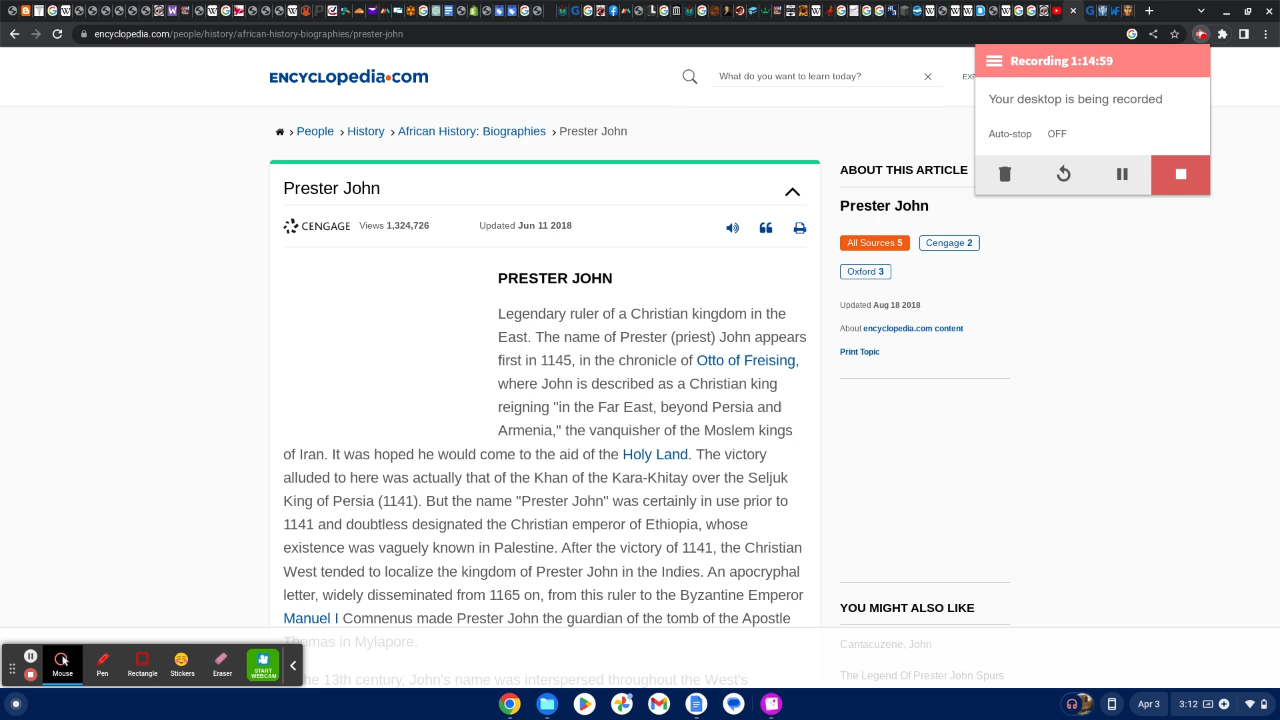 encyclopedia.com/people/history/african-history-biographies/prester-john
Recording 1:14:59
Your desktop is being recorded
Auto-stop OFF
ENCYCLOpedia.com
What do you want to learn today?
People
History
African History: Biographies
Prester John
Prester John
CENGAGE
Views 1,324,726
Updated Jun 11 2018
PRESTER JOHN
Legendary ruler of a Christian kingdom in the
East. The name of Prester (priest) John appears
first in 1145, in the chronicle of Otto of Freising,
where John is described as a Christian king
reigning "in the Far East, beyond Persia and
Armenia," the vanquisher of the Moslem kings
of Iran. It was hoped he would come to the aid of the Holy Land. The victory
alluded to here was actually that of the Khan of the Kara-Khitay over the Seljuk
King of Persia (1141). But the name "Prester John" was certainly in use prior to
1141 and doubtless designated the Christian emperor of Ethiopia, whose
existence was vaguely known in Palestine. After the victory of 1141, the Christian
West tended to localize the kingdom of Prester John in the Indies. An apocryphal
letter, widely disseminated from 1165 on, from this ruler to the Byzantine Emperor
Manuel I Comnenus made Prester John the guardian of the tomb of the Apostle
Thomas in Mylapore.
the 13th century, John's name was interspersed throughout the West's
ABOUT THIS ARTICLE
Prester John
All Sources 5
Cengage 2
Oxford 3
Updated Aug 18 2018
About encyclopedia.com content
Print Topic
YOU MIGHT ALSO LIKE
Cantacuzene, John
The Legend Of Prester John Spurs
Mouse
Pen
Rectangle
Stickers
Eraser
START
WEBCAM
Apr 3
3:12